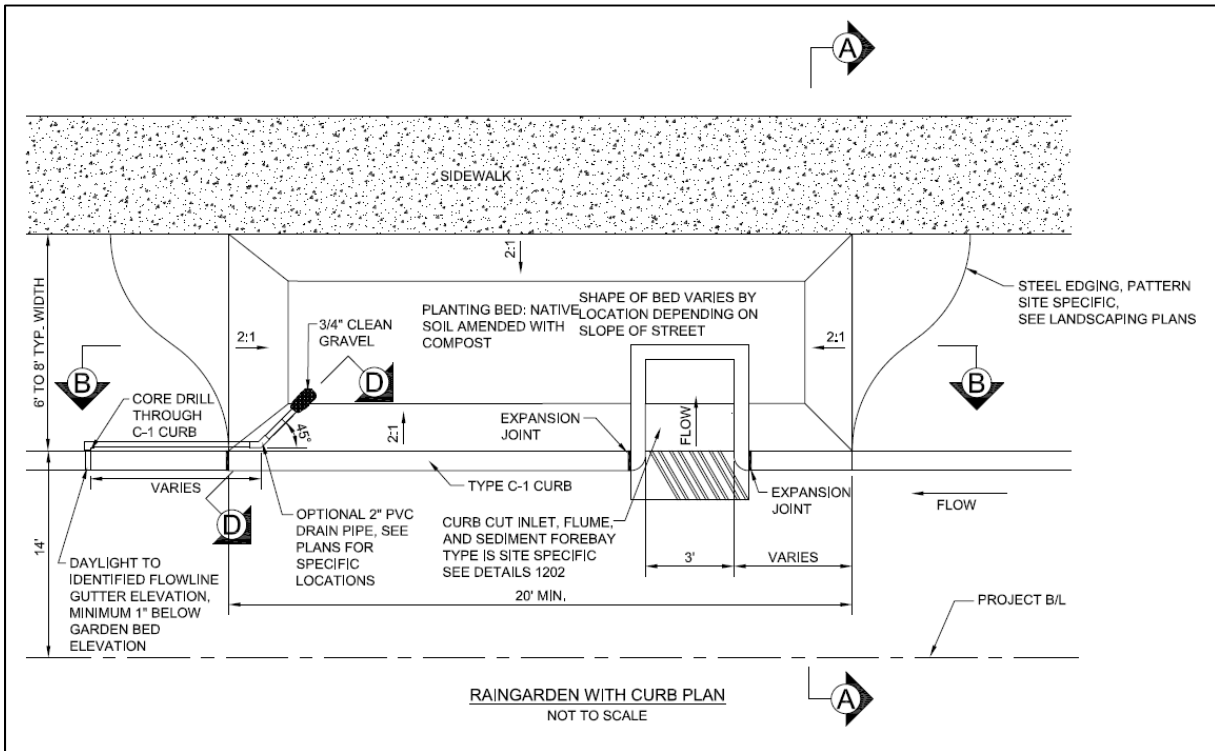 A
SIDEWALK
2:1
6' TO 8' TYP. WIDTH
STEEL EDGING, PATTERN
SITE SPECIFIC,
SEE LANDSCAPING PLANS
PLANTING BED: NATIVE
SOIL AMENDED WITH
COMPOST
SHAPE OF BED VARIES BY
LOCATION DEPENDING ON
SLOPE OF STREET
3/4" CLEAN
GRAVEL
2:1
2:1
B
D
B
CORE DRILL
THROUGH
C-1 CURB
45°
2:1
EXPANSION
JOINT
FLOW
VARIES
TYPE C-1 CURB
EXPANSION
JOINT
FLOW
D
OPTIONAL 2" PVC
DRAIN PIPE, SEE
PLANS FOR
SPECIFIC
LOCATIONS
CURB CUT INLET, FLUME,
AND SEDIMENT FOREBAY
TYPE IS SITE SPECIFIC
SEE DETAILS 1202
3'
VARIES
14'
DAYLIGHT TO
IDENTIFIED FLOWLINE
GUTTER ELEVATION,
MINIMUM 1" BELOW
GARDEN BED
ELEVATION
20' MIN.
PROJECT B/L
RAINGARDEN WITH CURB PLAN
NOT TO SCALE
A